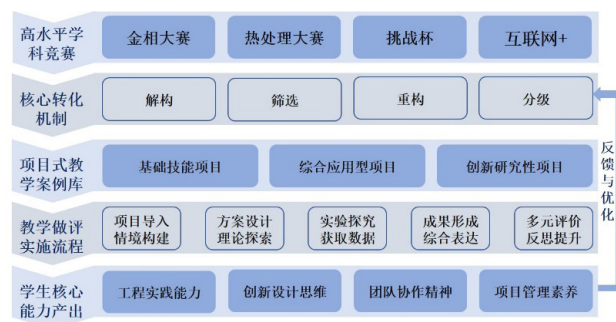 高水平学
科竞赛
金相大赛
热处理大赛
挑战杯
互联网+
核心转化
机制
解构
筛选
重构
分级
项目式教
学案例库
基础技能项目
综合应用型项目
创新研究性项目
教学做评
实施流程
项目导入
情境构建
方案设计
理论探索
实验探究
获取数据
成果形成
综合表达
多元评价
反思提升
学生核心
能力产出
工程实践能力
创新设计思维
团队协作精神
项目管理素养
反馈与优化